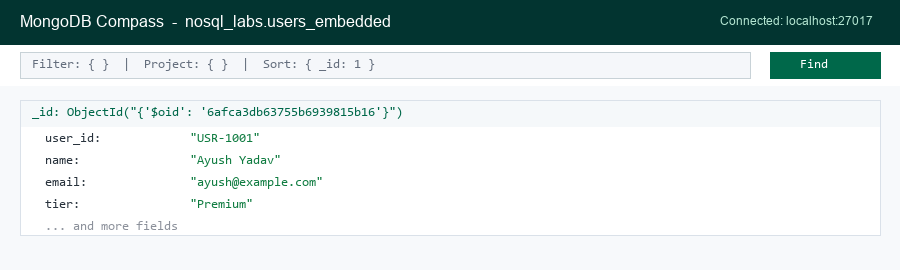 MongoDB Compass - nosql_labs.users_embedded
Connected: localhost:27017
Filter: { } | Project: { } | Sort: { _id: 1 }
Find
_id: ObjectId("{'$oid': '6afca3db63755b6939815b16'}")
user_id: "USR-1001"
name: "Ayush Yadav"
email: "ayush@example.com"
tier: "Premium"
... and more fields